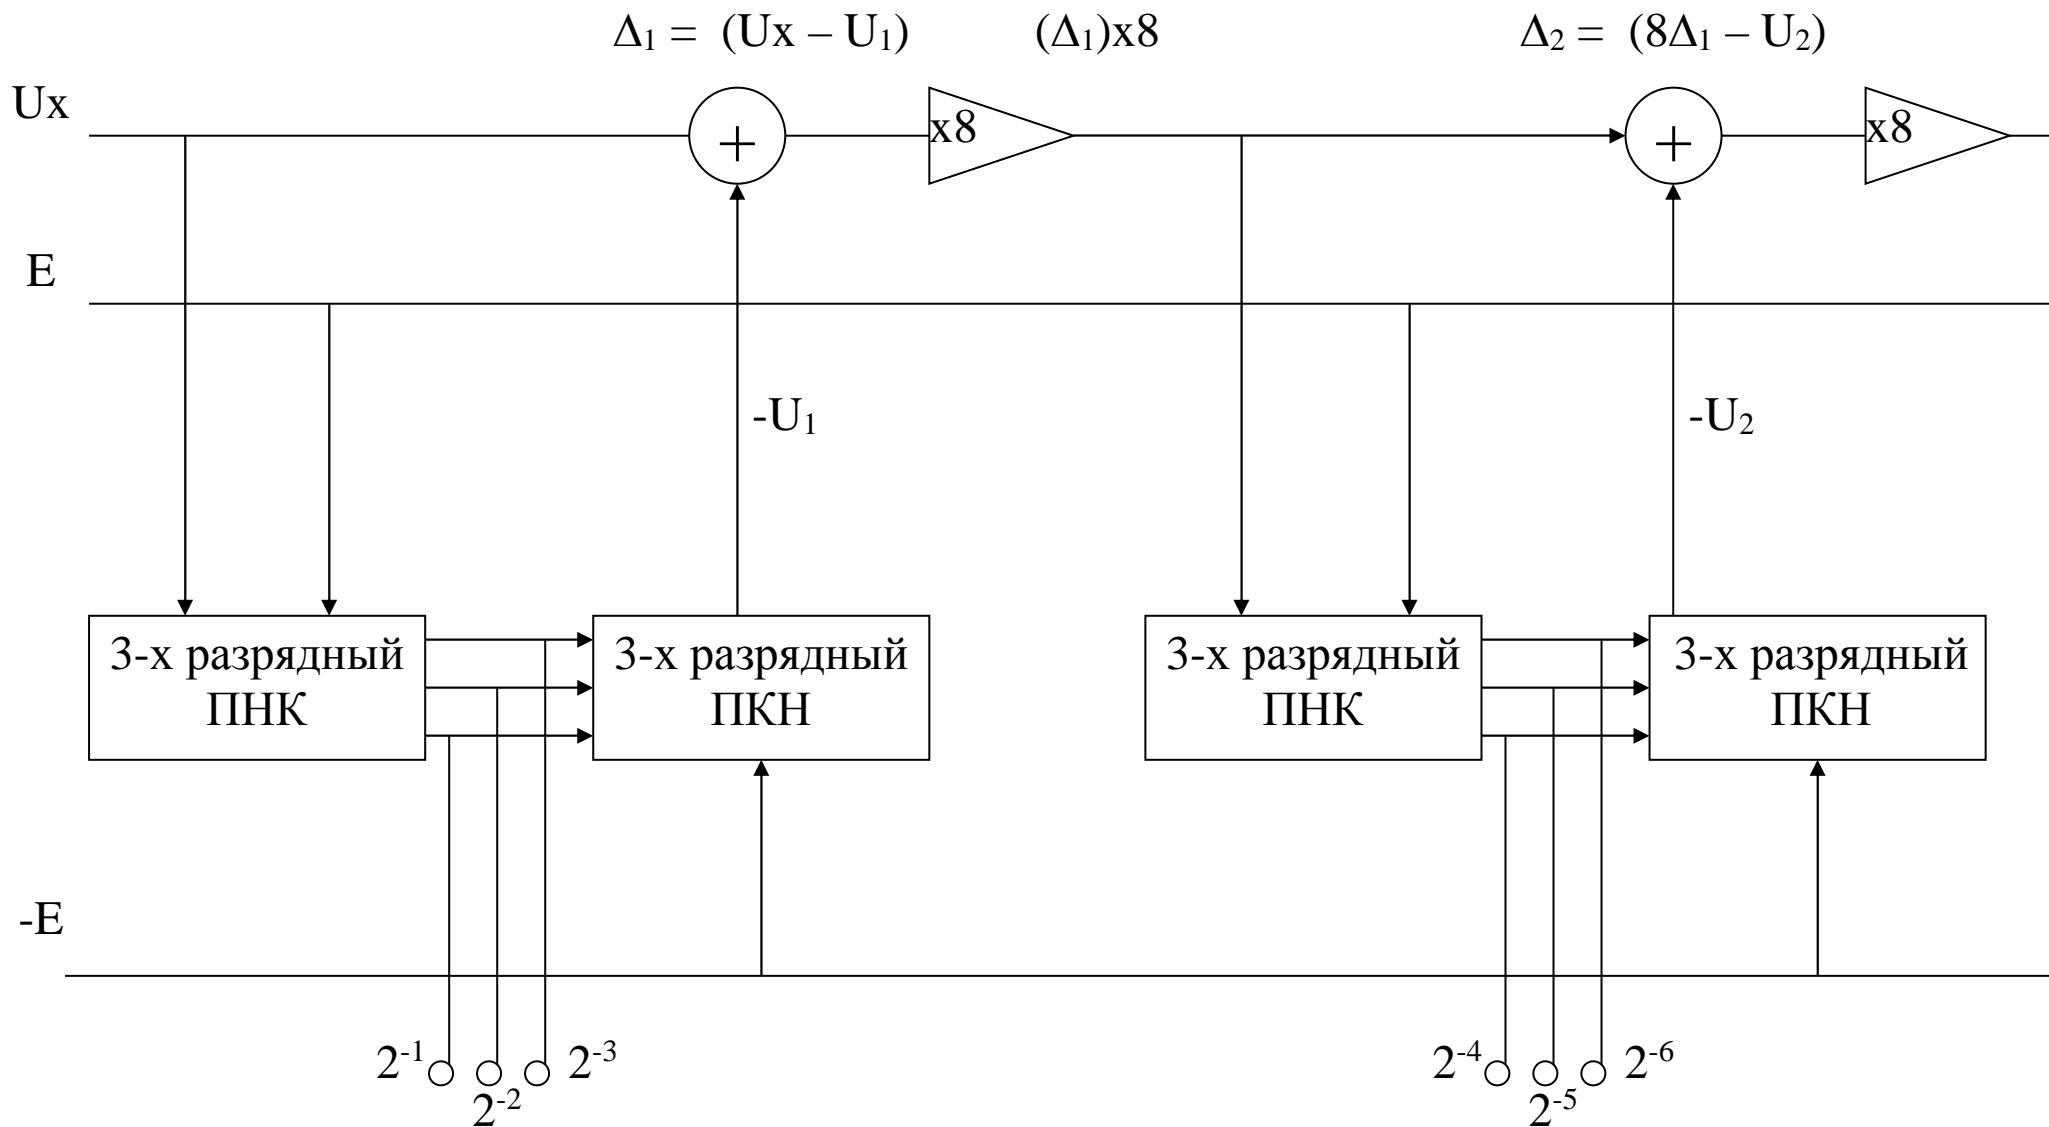 Δ₁ = (Ux – U₁)
(Δ₁)x8
Δ₂ = (8Δ₁ – U₂)
Ux
+
x8
+
x8
E
-U₁
-U₂
3-х разрядный
ПНК
3-х разрядный
ПКН
3-х разрядный
ПНК
3-х разрядный
ПКН
-E
2⁻¹
2⁻³
2⁻²
2⁻⁴
2⁻⁶
2⁻⁵